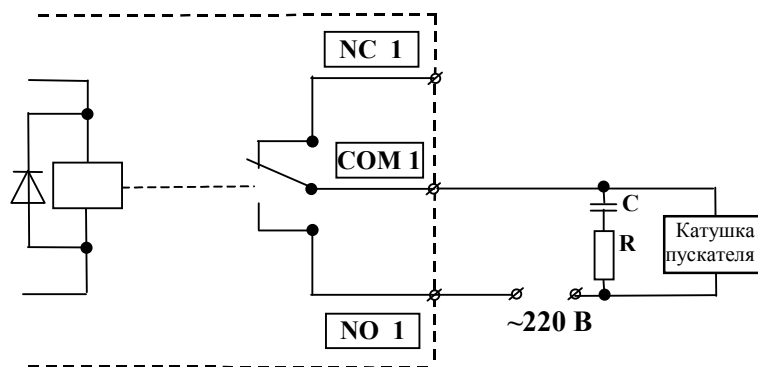 NC 1
COM 1
C
R
Катушка
пускателя
~220 В
NO 1